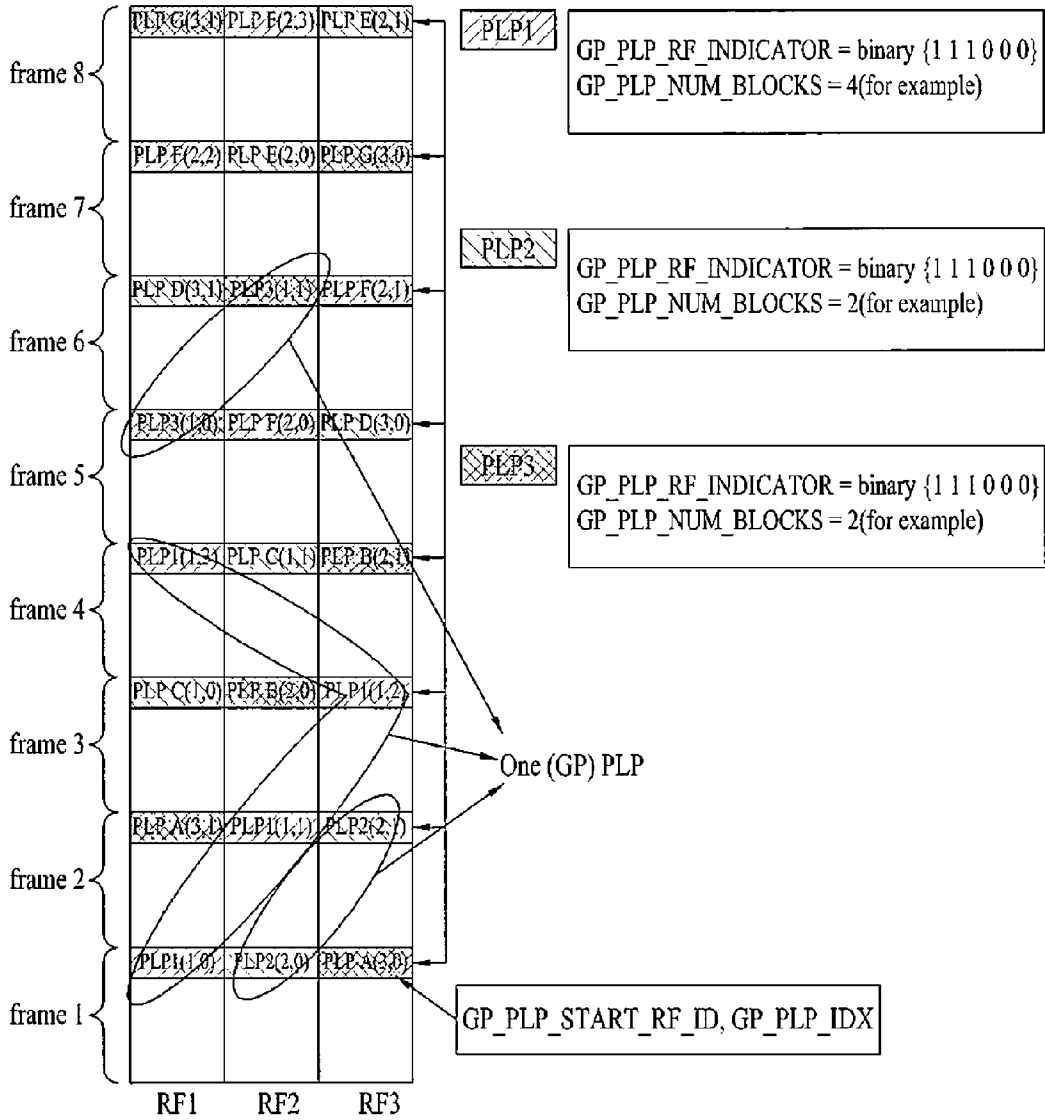 PLP G(3,1) PLP F(2,3) PLP E(2,1)
frame 8
PLP F(2,2) PLP E(2,0) PLP G(3,0)
frame 7
PLP D(3,1) PLP3(1,1) PLP F(2,1)
frame 6
PLP3(1,0) PLP F(2,0) PLP D(3,0)
frame 5
PLP1(1,3) PLP C(1,1) PLP B(2,1)
frame 4
PLP C(1,0) PLP B(2,0) PLP1(1,2)
frame 3
PLP A(3,1) PLP1(1,1) PLP2(2,1)
frame 2
PLP1(1,0) PLP2(2,0) PLP A(3,0)
frame 1
RF1 RF2 RF3
PLP1
GP_PLP_RF_INDICATOR = binary {1 1 1 0 0 0}
GP_PLP_NUM_BLOCKS = 4(for example)
PLP2
GP_PLP_RF_INDICATOR = binary {1 1 1 0 0 0}
GP_PLP_NUM_BLOCKS = 2(for example)
PLP3
GP_PLP_RF_INDICATOR = binary {1 1 1 0 0 0}
GP_PLP_NUM_BLOCKS = 2(for example)
One (GP) PLP
GP_PLP_START_RF_ID, GP_PLP_IDX